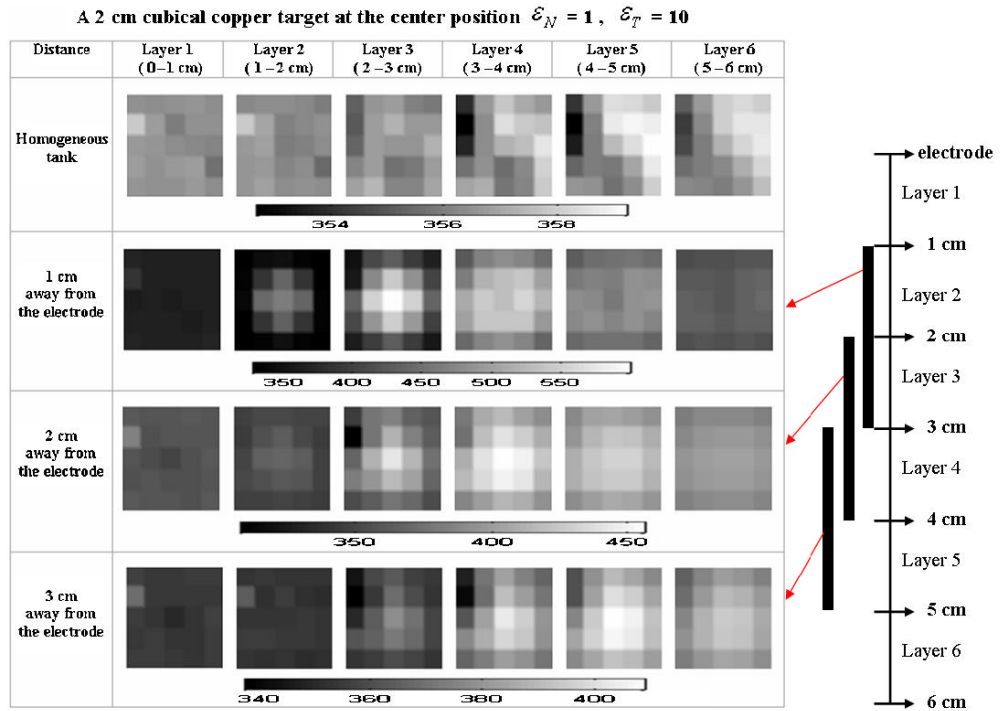 A 2 cm cubical copper target at the center position ε_N = 1 , ε_T = 10
Distance
Layer 1
( 0–1 cm)
Layer 2
( 1–2 cm)
Layer 3
( 2–3 cm)
Layer 4
( 3–4 cm)
Layer 5
( 4–5 cm)
Layer 6
( 5–6 cm)
Homogeneous
tank
354 356 358
1 cm
away from
the electrode
350 400 450 500 550
2 cm
away from
the electrode
350 400 450
3 cm
away from
the electrode
340 360 380 400
electrode
Layer 1
1 cm
Layer 2
2 cm
Layer 3
3 cm
Layer 4
4 cm
Layer 5
5 cm
Layer 6
6 cm